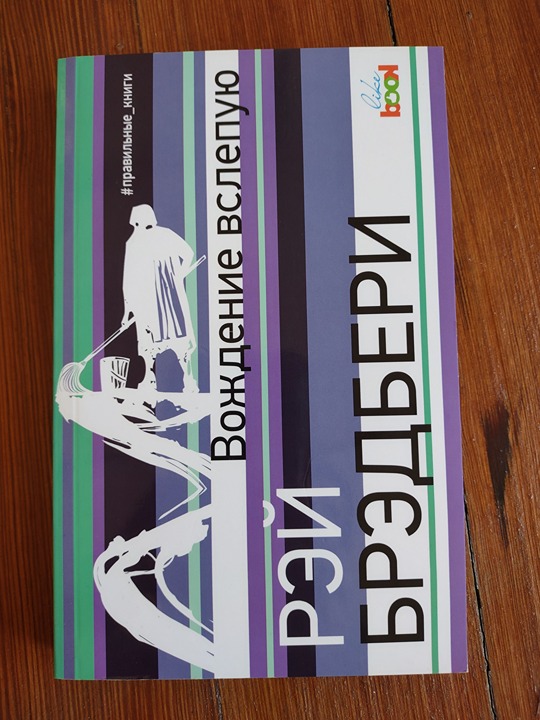 #правильные_книги
Вождение вслепую
РЭЙ
БРЭДБЕРИ
like
book